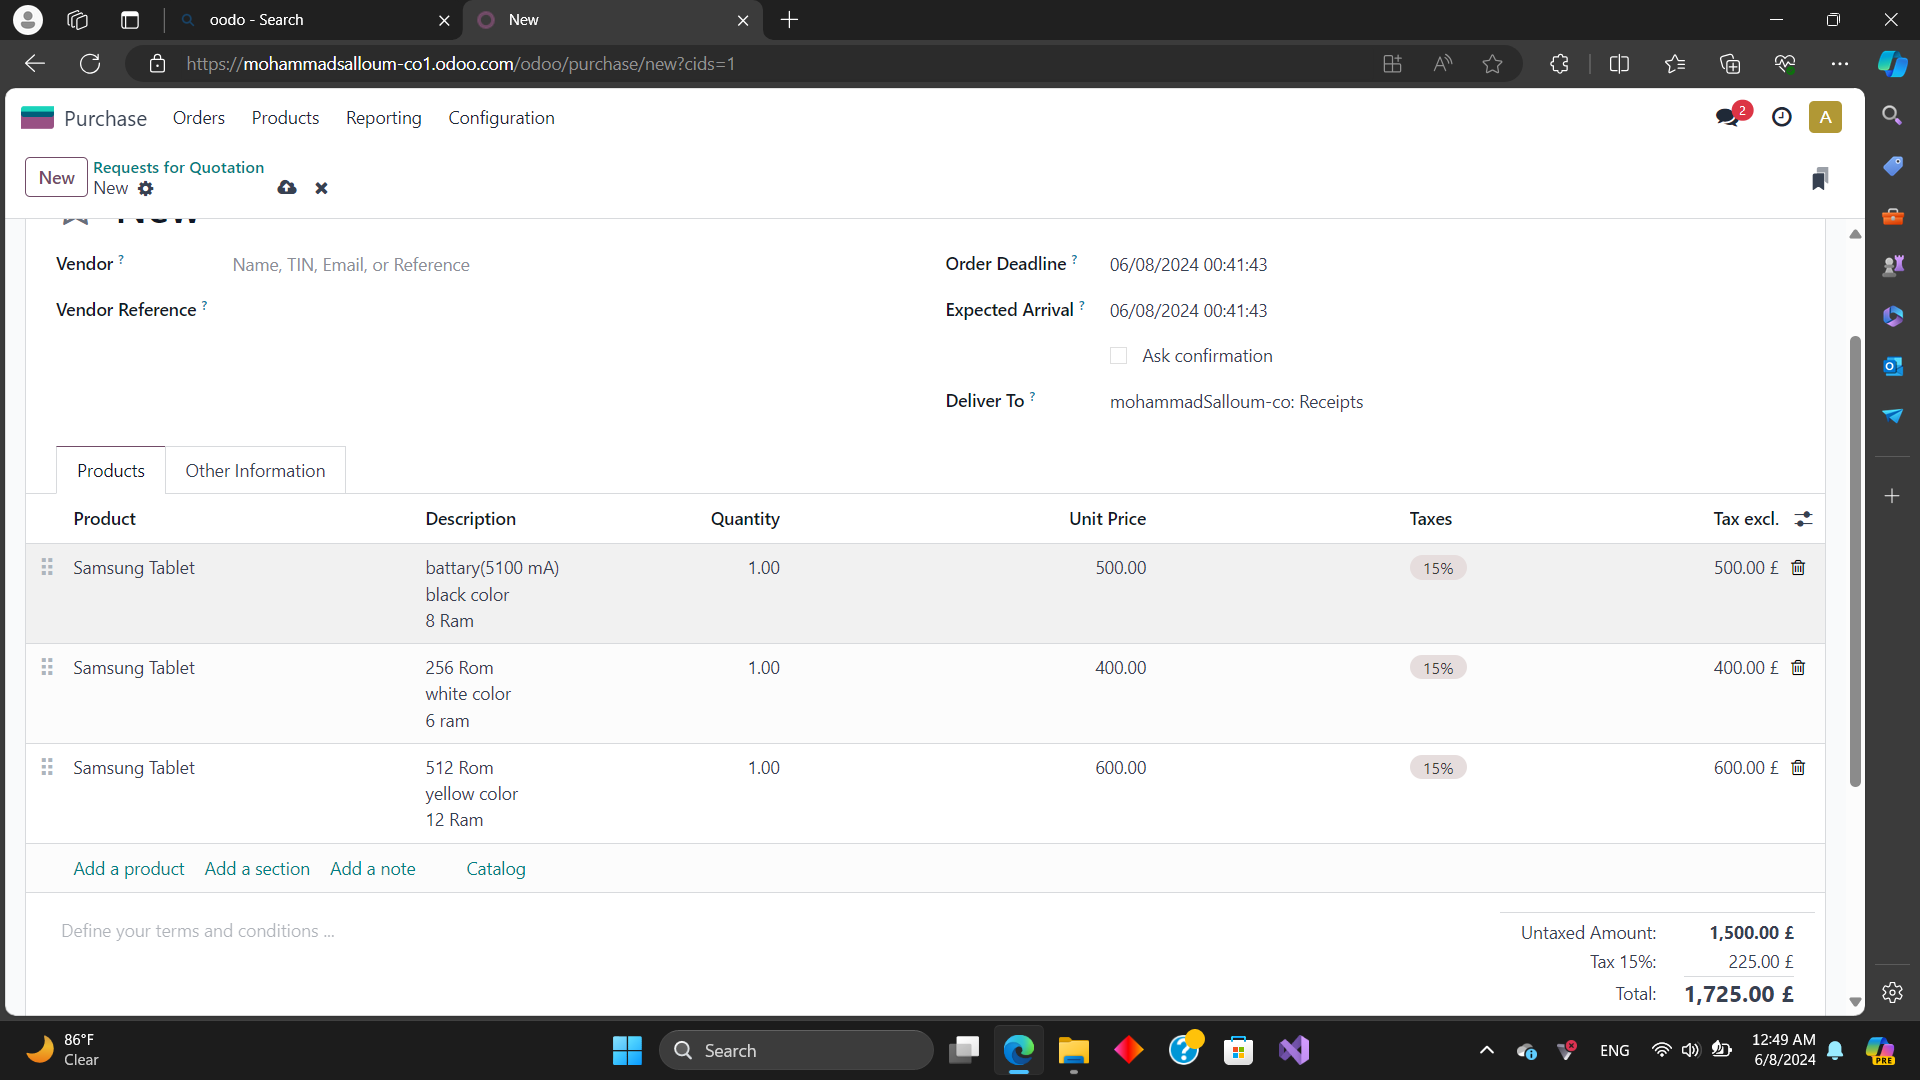 oodo - Search
New
https://mohammadsalloum-co1.odoo.com/odoo/purchase/new?cids=1
Purchase
Orders
Products
Reporting
Configuration
2
A
New
Requests for Quotation
New
New
Vendor ?
Name, TIN, Email, or Reference
Order Deadline ?
06/08/2024 00:41:43
Vendor Reference ?
Expected Arrival ?
06/08/2024 00:41:43
Ask confirmation
Deliver To ?
mohammadSalloum-co: Receipts
Products
Other Information
Product
Description
Quantity
Unit Price
Taxes
Tax excl.
Samsung Tablet
battary(5100 mA)
black color
8 Ram
1.00
500.00
15%
500.00 £
Samsung Tablet
256 Rom
white color
6 ram
1.00
400.00
15%
400.00 £
Samsung Tablet
512 Rom
yellow color
12 Ram
1.00
600.00
15%
600.00 £
Add a product
Add a section
Add a note
Catalog
Define your terms and conditions ...
Untaxed Amount: 1,500.00 £
Tax 15%: 225.00 £
Total: 1,725.00 £
86°F
Clear
Search
ENG
12:49 AM
6/8/2024
PRE